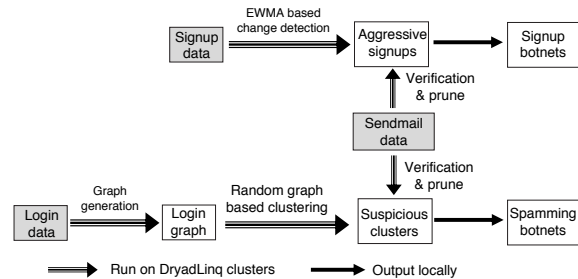 EWMA based
change detection
Signup
data
Aggressive
signups
Signup
botnets
Verification
& prune
Sendmail
data
Verification
& prune
Graph
generation
Random graph
based clustering
Login
data
Login
graph
Suspicious
clusters
Spamming
botnets
Run on DryadLinq clusters
Output locally